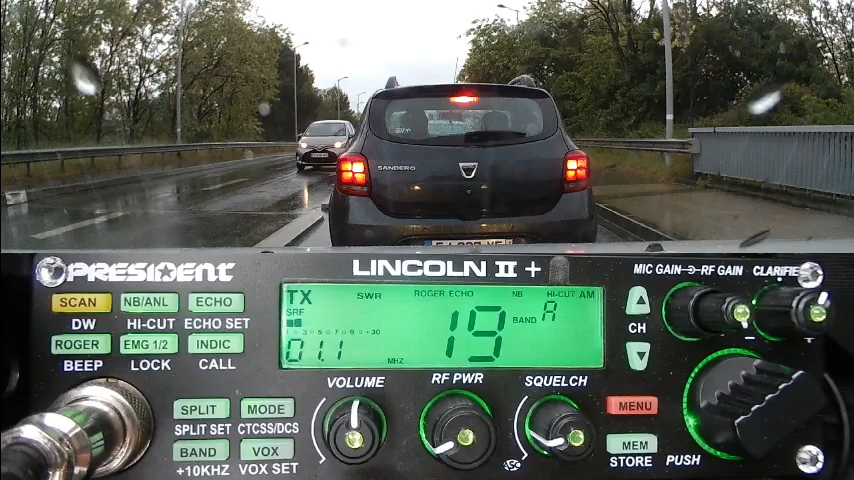 SANDERO
PRESIDENT
LINCOLN II +
MIC GAIN
RF GAIN
CLARIFIER
SCAN
NB/ANL
ECHO
DW
HI-CUT
ECHO SET
ROGER
EMG 1/2
INDIC
BEEP
LOCK
CALL
TX
SWR
ROGER ECHO
NB
HI-CUT AM
SRF
BAND
A
19
01.1
MHZ
CH
VOLUME
RF PWR
SQUELCH
SPLIT
MODE
SPLIT SET
CTCSS/DCS
BAND
VOX
+10KHZ
VOX SET
ASC
MENU
MEM
STORE
PUSH
-
+